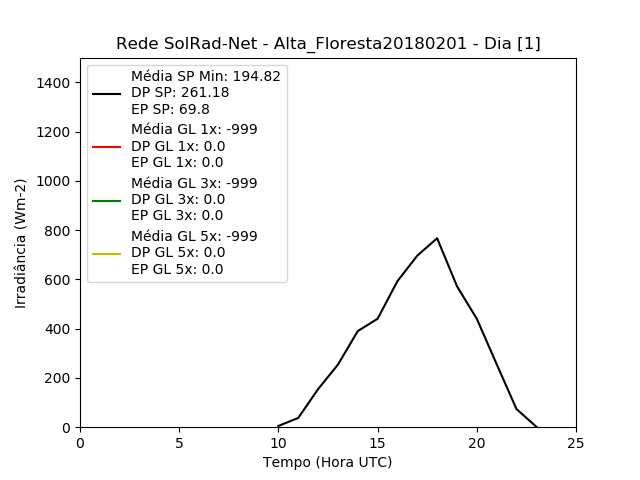 Rede SolRad-Net - Alta_Floresta20180201 - Dia [1]
Média SP Min: 194.82
DP SP: 261.18
EP SP: 69.8
Média GL 1x: -999
DP GL 1x: 0.0
EP GL 1x: 0.0
Média GL 3x: -999
DP GL 3x: 0.0
EP GL 3x: 0.0
Média GL 5x: -999
DP GL 5x: 0.0
EP GL 5x: 0.0
Irradiância (Wm-2)
1400
1200
1000
800
600
400
200
0
0 5 10 15 20 25
Tempo (Hora UTC)